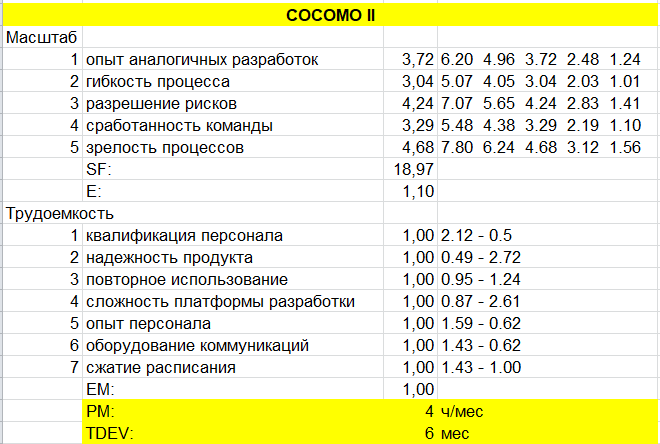 COCOMO II
Масштаб
1 опыт аналогичных разработок 3,72 6.20 4.96 3.72 2.48 1.24
2 гибкость процесса 3,04 5.07 4.05 3.04 2.03 1.01
3 разрешение рисков 4,24 7.07 5.65 4.24 2.83 1.41
4 сработанность команды 3,29 5.48 4.38 3.29 2.19 1.10
5 зрелость процессов 4,68 7.80 6.24 4.68 3.12 1.56
SF: 18,97
E: 1,10
Трудоемкость
1 квалификация персонала 1,00 2.12 - 0.5
2 надежность продукта 1,00 0.49 - 2.72
3 повторное использование 1,00 0.95 - 1.24
4 сложность платформы разработки 1,00 0.87 - 2.61
5 опыт персонала 1,00 1.59 - 0.62
6 оборудование коммуникаций 1,00 1.43 - 0.62
7 сжатие расписания 1,00 1.43 - 1.00
EM: 1,00
PM: 4 ч/мес
TDEV: 6 мес